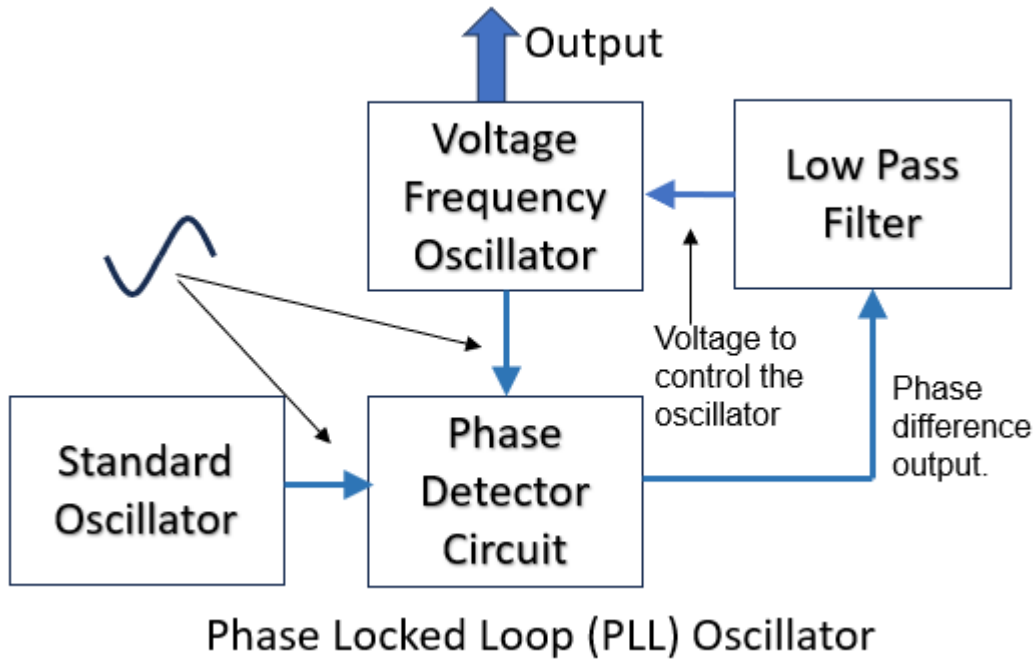 Output
Voltage
Frequency
Oscillator
Low Pass
Filter
Voltage to
control the
oscillator
Phase
difference
output.
Standard
Oscillator
Phase
Detector
Circuit
Phase Locked Loop (PLL) Oscillator